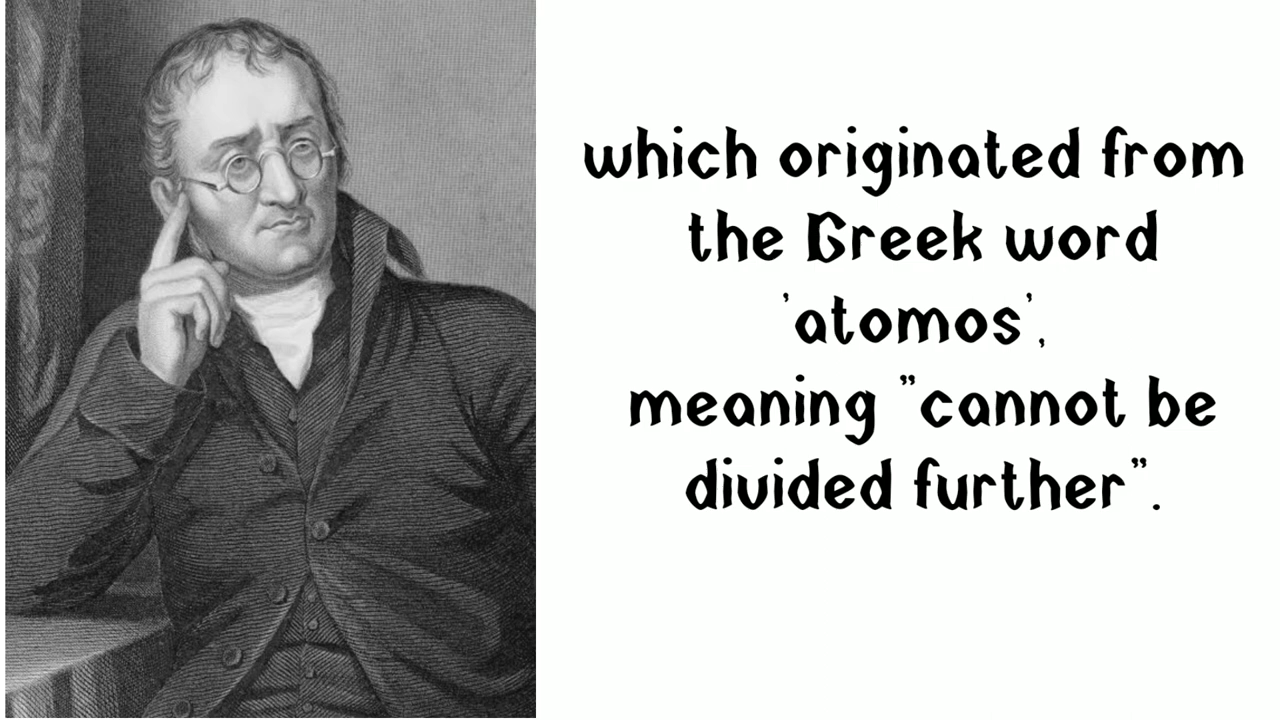 which originated from
the Greek word
'atomos',
meaning "cannot be
divided further".